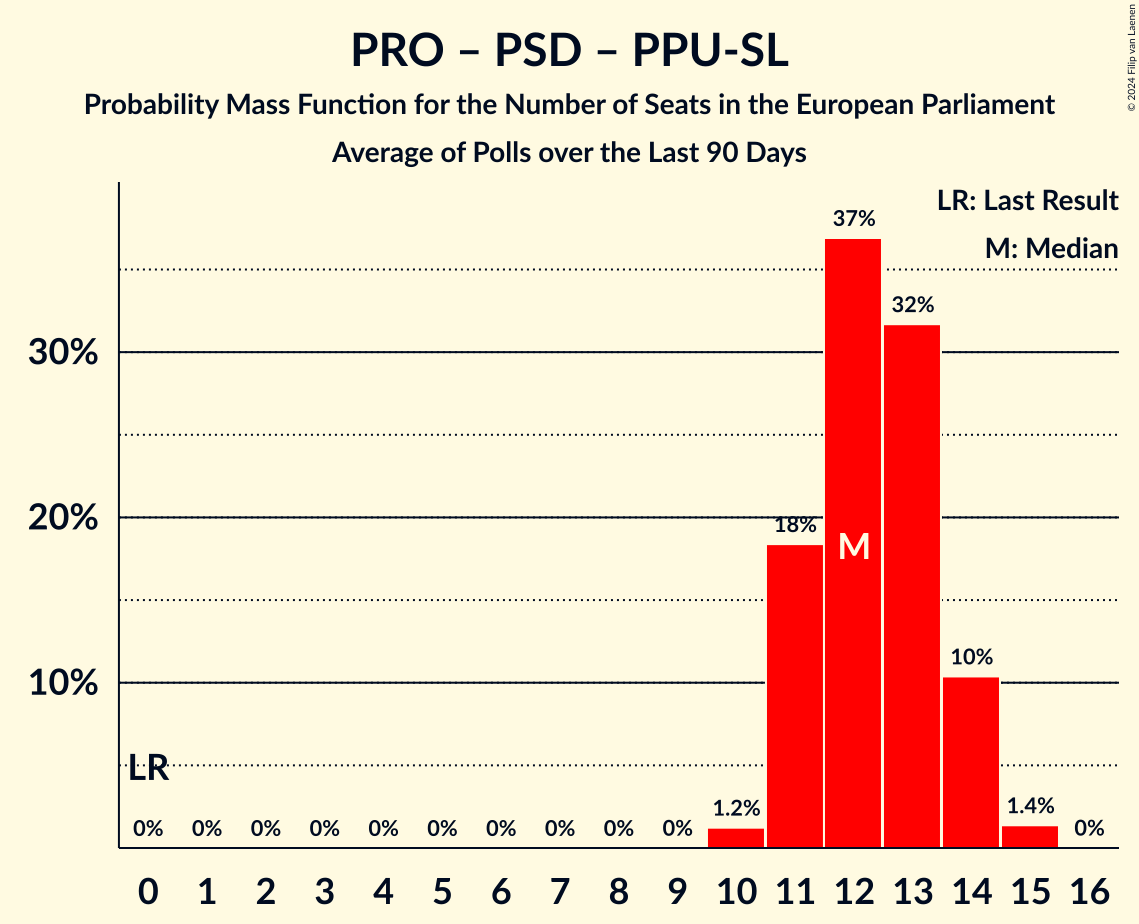 PRO – PSD – PPU-SL
Probability Mass Function for the Number of Seats in the European Parliament
Average of Polls over the Last 90 Days
© 2024 Filip van Laenen
LR: Last Result
M: Median
30%
20%
10%
LR
M
0% 0% 0% 0% 0% 0% 0% 0% 0% 0% 1.2% 18% 37% 32% 10% 1.4% 0%
0 1 2 3 4 5 6 7 8 9 10 11 12 13 14 15 16